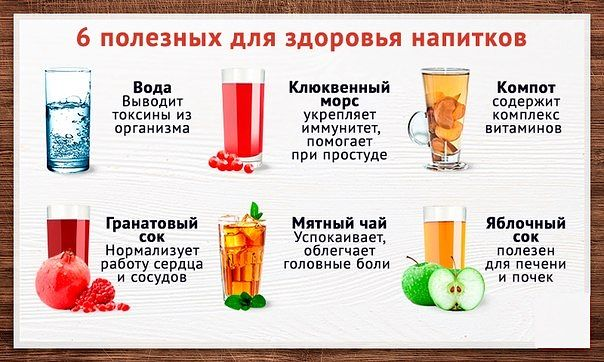 6 полезных для здоровья напитков
Вода
Выводит
токсины из
организма
Клюквенный
морс
укрепляет
иммунитет,
помогает
при простуде
Компот
содержит
комплекс
витаминов
Гранатовый
сок
Нормализует
работу сердца
и сосудов
Мятный чай
Успокаивает,
облегчает
головные боли
Яблочный
сок
полезен
для печени
и почек